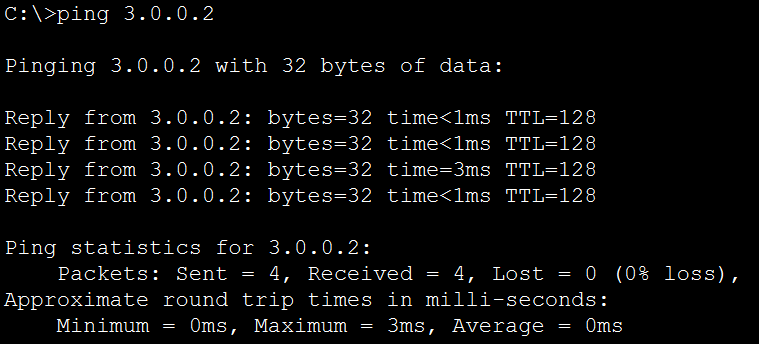 C:\>ping 3.0.0.2
Pinging 3.0.0.2 with 32 bytes of data:
Reply from 3.0.0.2: bytes=32 time<1ms TTL=128
Reply from 3.0.0.2: bytes=32 time<1ms TTL=128
Reply from 3.0.0.2: bytes=32 time=3ms TTL=128
Reply from 3.0.0.2: bytes=32 time<1ms TTL=128
Ping statistics for 3.0.0.2:
    Packets: Sent = 4, Received = 4, Lost = 0 (0% loss),
Approximate round trip times in milli-seconds:
    Minimum = 0ms, Maximum = 3ms, Average = 0ms